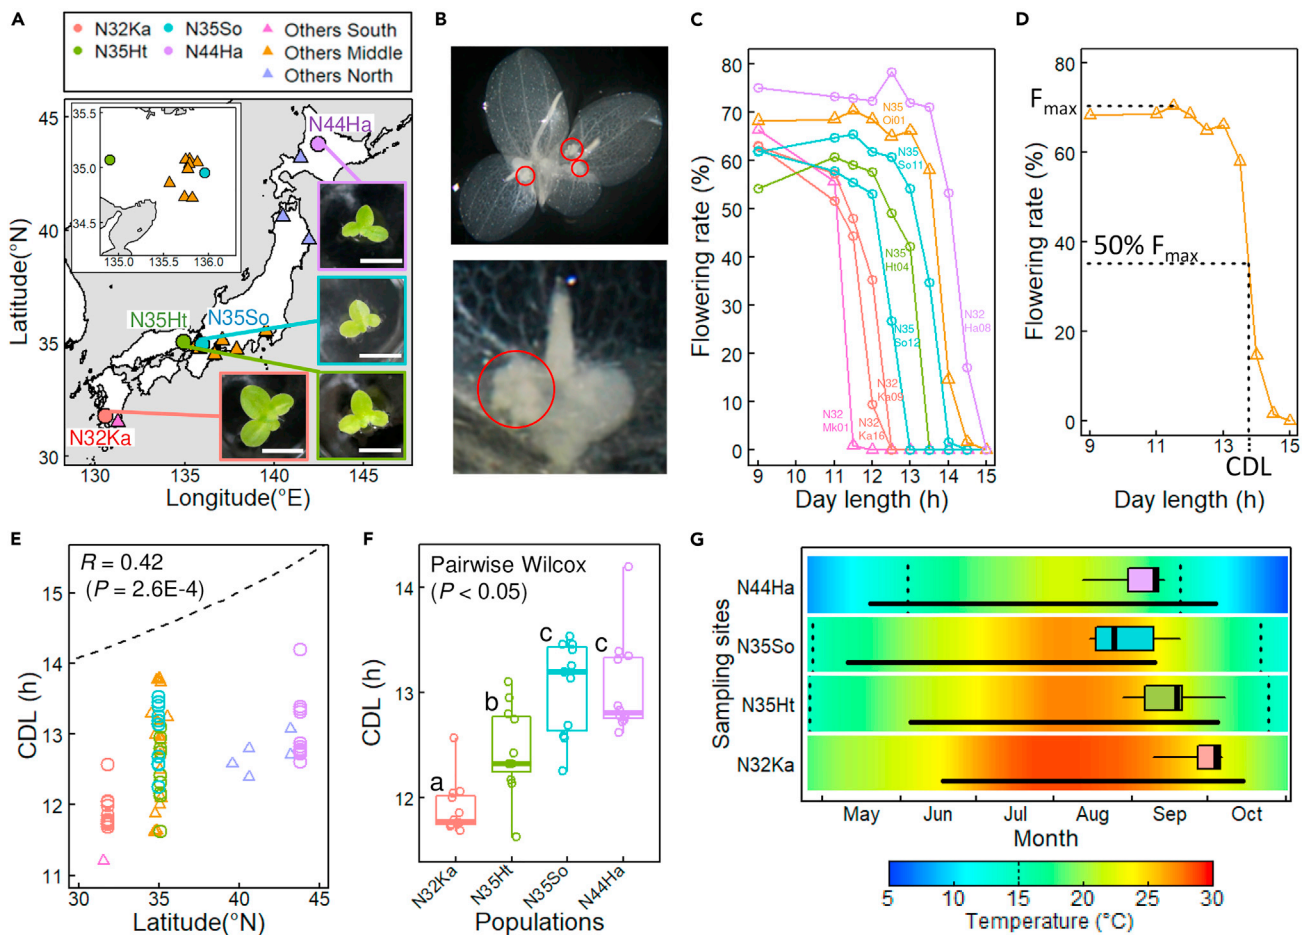 A
N32Ka
N35So
Others South
N35Ht
N44Ha
Others Middle
Others North
35.5
35.0
34.5
135.0
135.5
136.0
N44Ha
N35Ht
N35So
N32Ka
45
40
35
30
Latitude(°N)
130
135
140
145
Longitude(°E)
B
C
80
70
60
50
40
30
20
10
0
Flowering rate (%)
N35
Oi01
N35
So11
N35
Ht04
N32
Ha08
N35
So12
N32
Ka09
N32
Mk01
N32
Ka16
9
10
11
12
13
14
15
Day length (h)
D
80
60
40
20
0
Flowering rate (%)
Fmax
50% Fmax
9
11
12
13
15
CDL
Day length (h)
E
R = 0.42
(P = 2.6E-4)
15
14
13
12
11
CDL (h)
30
35
40
45
Latitude(°N)
F
Pairwise Wilcox
(P < 0.05)
14
13
12
CDL (h)
a
b
c
c
N32Ka
N35Ht
N35So
N44Ha
Populations
G
Sampling sites
N44Ha
N35So
N35Ht
N32Ka
May
Jun
Jul
Aug
Sep
Oct
Month
5
10
15
20
25
30
Temperature (°C)